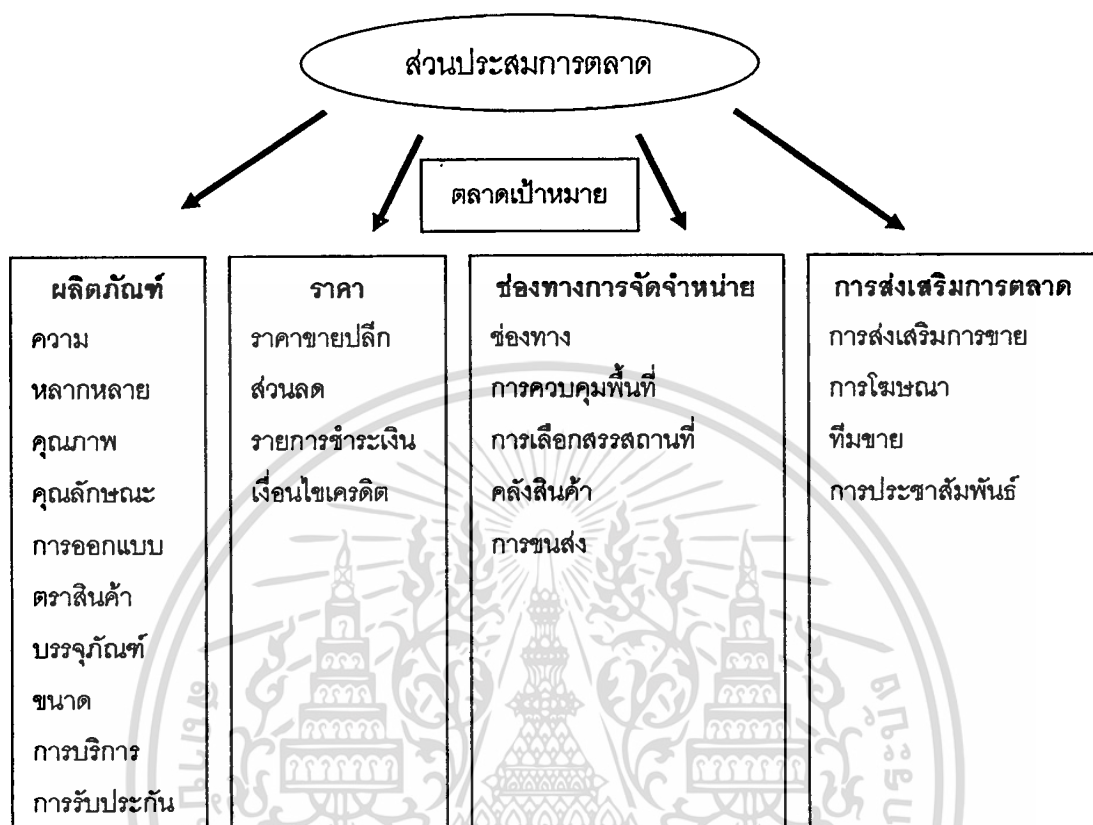 ส่วนประสมการตลาด
ตลาดเป้าหมาย
ผลิตภัณฑ์
ความ
หลากหลาย
คุณภาพ
คุณลักษณะ
การออกแบบ
ตราสินค้า
บรรจุภัณฑ์
ขนาด
การบริการ
การรับประกัน
ราคา
ราคาขายปลีก
ส่วนลด
รายการชำระเงิน
เงื่อนไขเครดิต
ช่องทางการจัดจำหน่าย
ช่องทาง
การควบคุมพื้นที่
การเลือกสรรสถานที่
คลังสินค้า
การขนส่ง
การส่งเสริมการตลาด
การส่งเสริมการขาย
การโฆษณา
ทีมขาย
การประชาสัมพันธ์